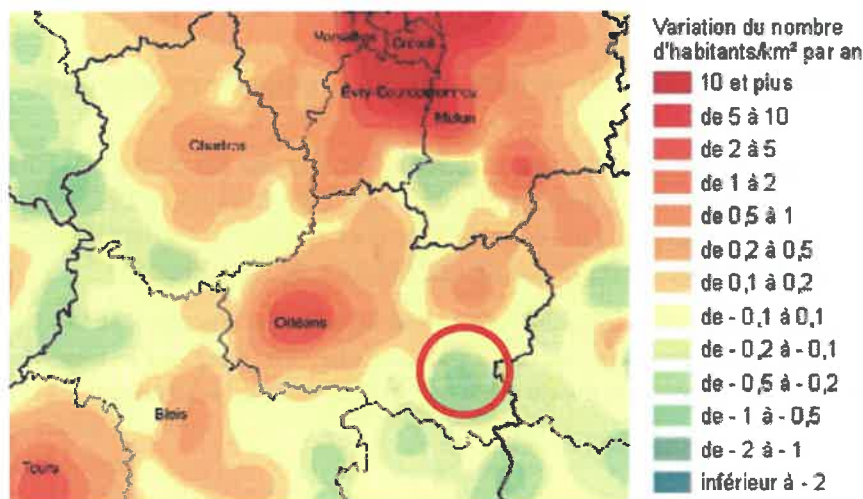 Versailles
Créteil
Évry-Courcouronnes
Melun
Chartres
Orléans
Blois
Tours
Variation du nombre
d'habitants/km² par an
10 et plus
de 5 à 10
de 2 à 5
de 1 à 2
de 0,5 à 1
de 0,2 à 0,5
de 0,1 à 0,2
de - 0,1 à 0,1
de - 0,2 à - 0,1
de - 0,5 à - 0,2
de - 1 à - 0,5
de - 2 à - 1
inférieur à - 2